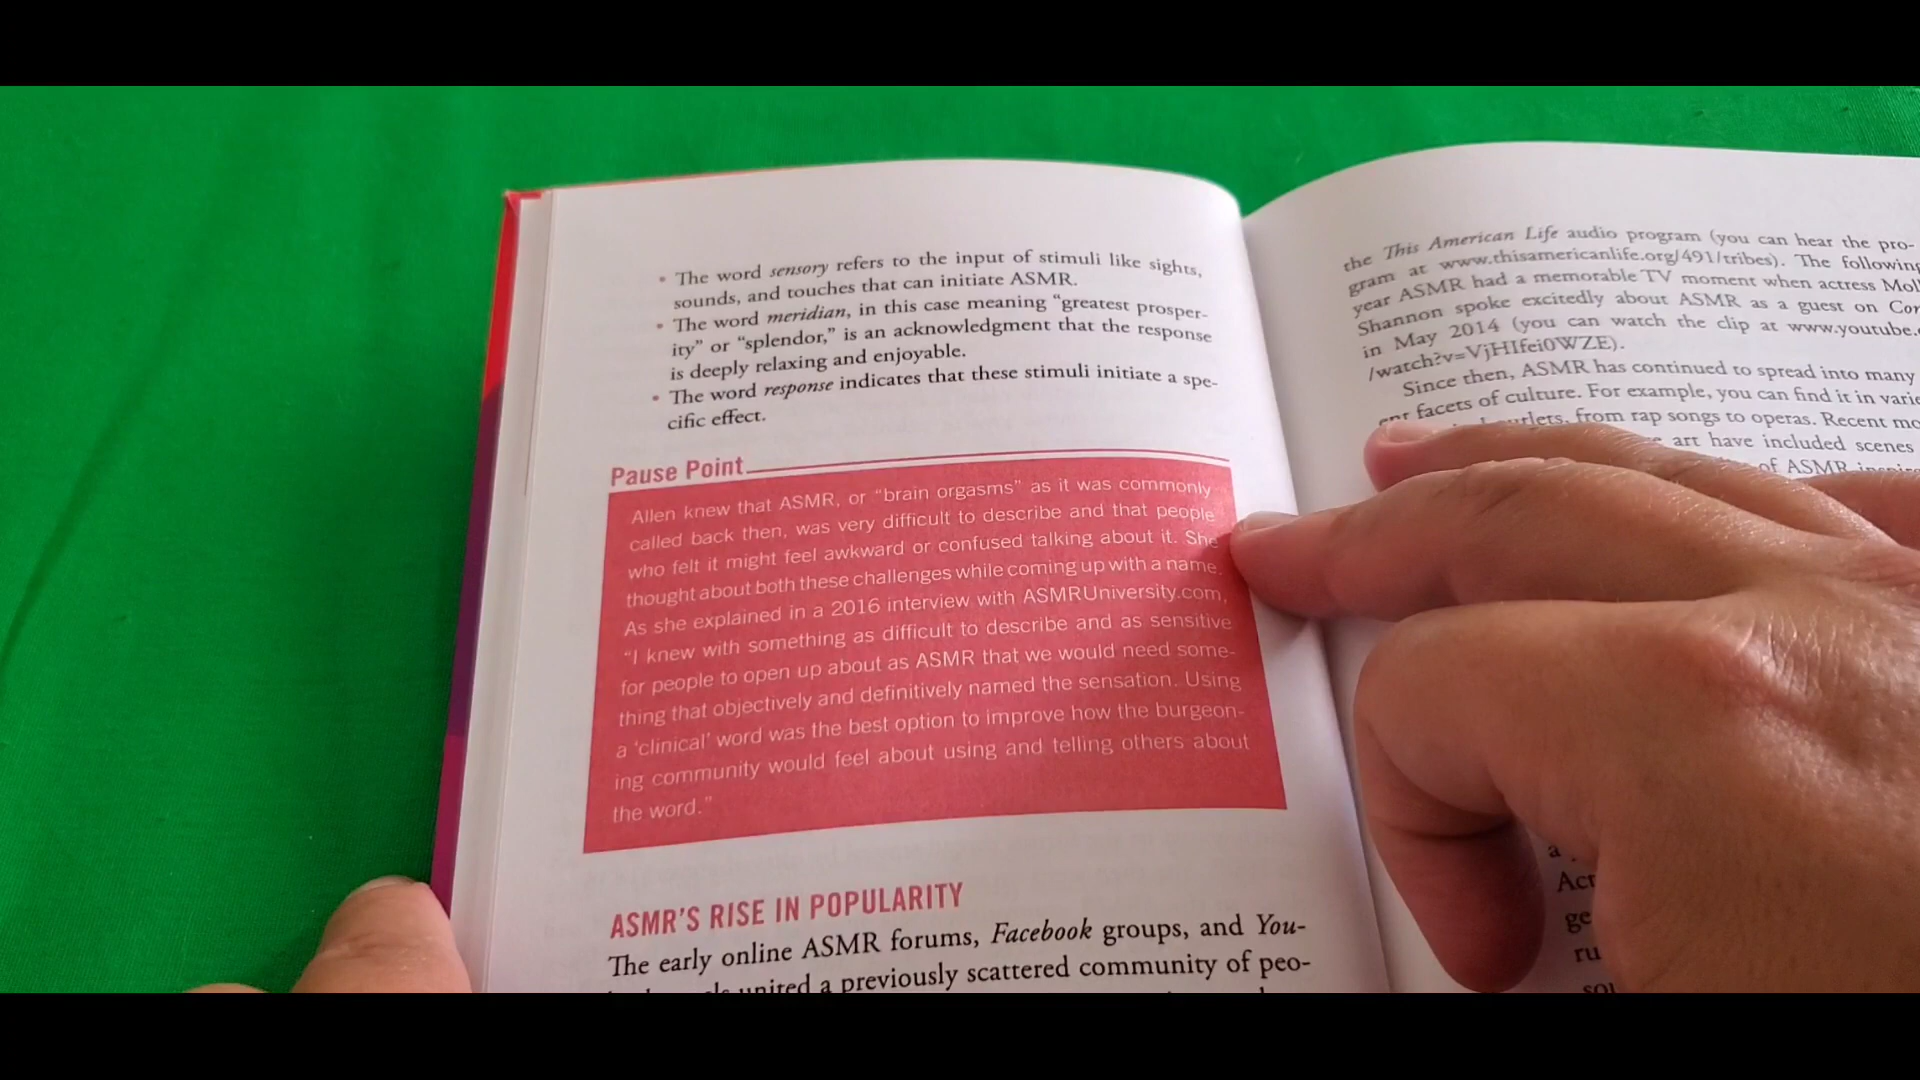 • The word sensory refers to the input of stimuli like sights,
sounds, and touches that can initiate ASMR.
• The word meridian, in this case meaning “greatest prosper-
ity” or “splendor,” is an acknowledgment that the response
is deeply relaxing and enjoyable.
• The word response indicates that these stimuli initiate a spe-
cific effect.
Pause Point
Allen knew that ASMR, or “brain orgasms” as it was commonly
called back then, was very difficult to describe and that people
who felt it might feel awkward or confused talking about it. She
thought about both these challenges while coming up with a name.
As she explained in a 2016 interview with ASMRUniversity.com,
“I knew with something as difficult to describe and as sensitive
for people to open up about as ASMR that we would need some-
thing that objectively and definitively named the sensation. Using
a ‘clinical’ word was the best option to improve how the burgeon-
ing community would feel about using and telling others about
the word.”
ASMR’S RISE IN POPULARITY
The early online ASMR forums, Facebook groups, and You-
united a previously scattered community of peo-
the This American Life audio program (you can hear the pro-
gram at www.thisamericanlife.org/491/tribes). The following
year ASMR had a memorable TV moment when actress Mol
Shannon spoke excitedly about ASMR as a guest on Con
in May 2014 (you can watch the clip at www.youtube.
/watch?v=VjHIfei0WZE).
Since then, ASMR has continued to spread into many
ent facets of culture. For example, you can find it in varie
from rap songs to operas. Recent mo
art have included scenes
of ASMR
a
Act
ge
ru
sou